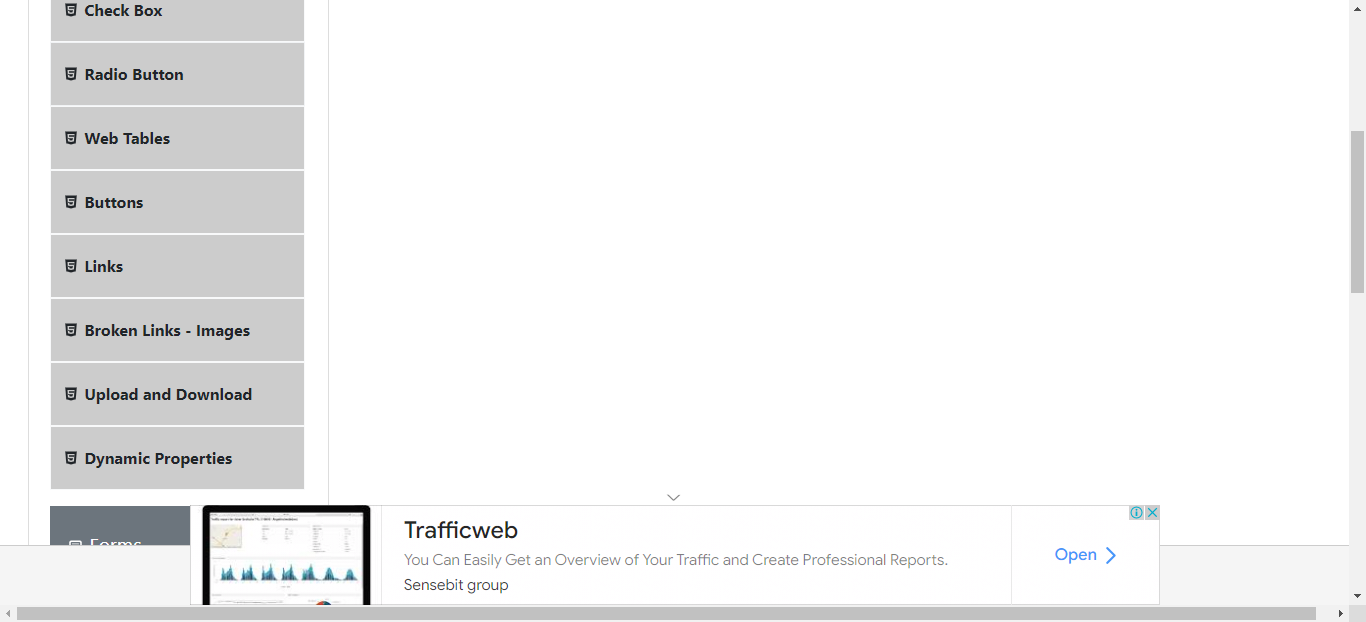 Check Box
Radio Button
Web Tables
Buttons
Links
Broken Links - Images
Upload and Download
Dynamic Properties
Forms
Trafficweb
You Can Easily Get an Overview of Your Traffic and Create Professional Reports.
Sensebit group
Open